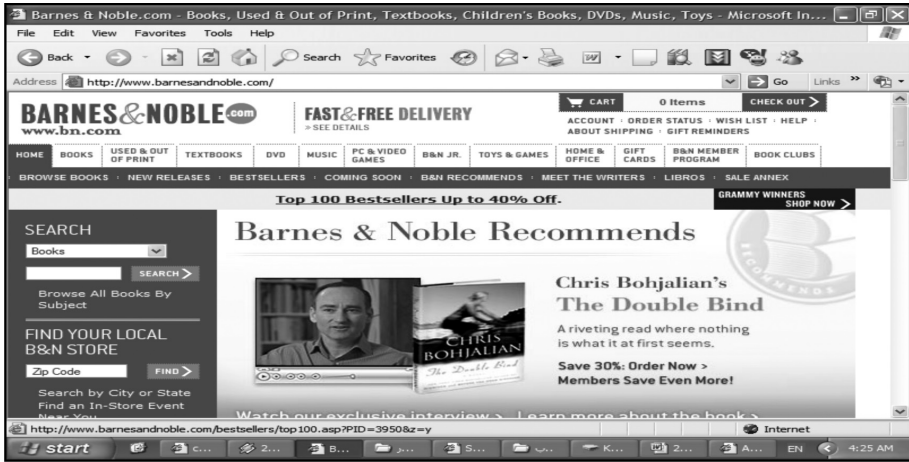 Barnes & Noble.com - Books, Used & Out of Print, Textbooks, Children's Books, DVDs, Music, Toys - Microsoft In...
File Edit View Favorites Tools Help
Back Search Favorites
Address http://www.barnesandnoble.com/ Go Links
BARNES&NOBLE.com
www.bn.com
FAST&FREE DELIVERY
> SEE DETAILS
CART 0 Items CHECK OUT
ACCOUNT ORDER STATUS WISH LIST HELP
ABOUT SHIPPING GIFT REMINDERS
HOME BOOKS USED & OUT OF PRINT TEXTBOOKS DVD MUSIC PC & VIDEO GAMES B&N JR. TOYS & GAMES HOME & OFFICE GIFT CARDS B&N MEMBER PROGRAM BOOK CLUBS
BROWSE BOOKS NEW RELEASES BESTSELLERS COMING SOON B&N RECOMMENDS MEET THE WRITERS LIBROS SALE ANNEX
Top 100 Bestsellers Up to 40% Off.
GRAMMY WINNERS
SHOP NOW >
SEARCH
Books
SEARCH >
Browse All Books By
Subject
FIND YOUR LOCAL
B&N STORE
Zip Code FIND >
Search by City or State
Find an In-Store Event
Near You
Barnes & Noble Recommends
RECOMMENDS
CHRIS
BOHJALIAN
The Double Bind
Chris Bohjalian's
The Double Bind
A riveting read where nothing
is what it at first seems.
Save 30%: Order Now >
Members Save Even More!
Watch our exclusive interview > Learn more about the book >
http://www.barnesandnoble.com/bestsellers/top100.asp?PID=3950&z=y Internet
start C... 2... B... ر... S... ب... K... 2... A... EN 4:25 AM